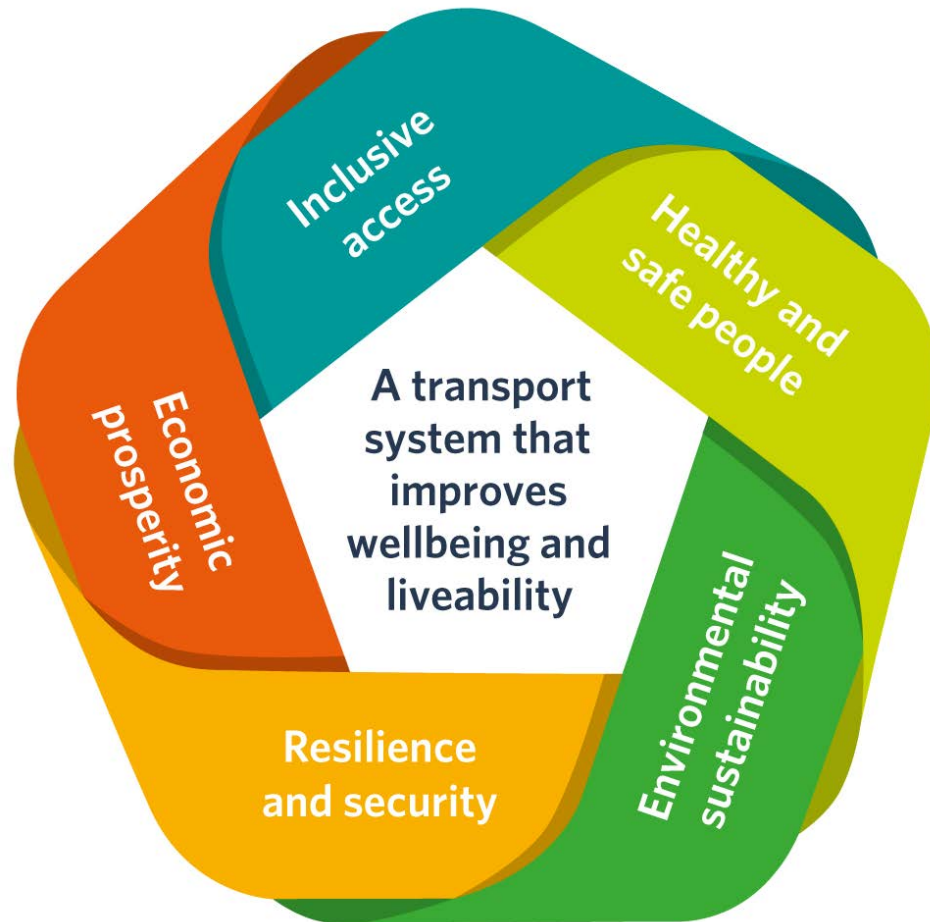 Inclusive
access
Healthy and
safe people
Environmental
sustainability
Resilience
and security
Economic
prosperity
A transport
system that
improves
wellbeing and
liveability